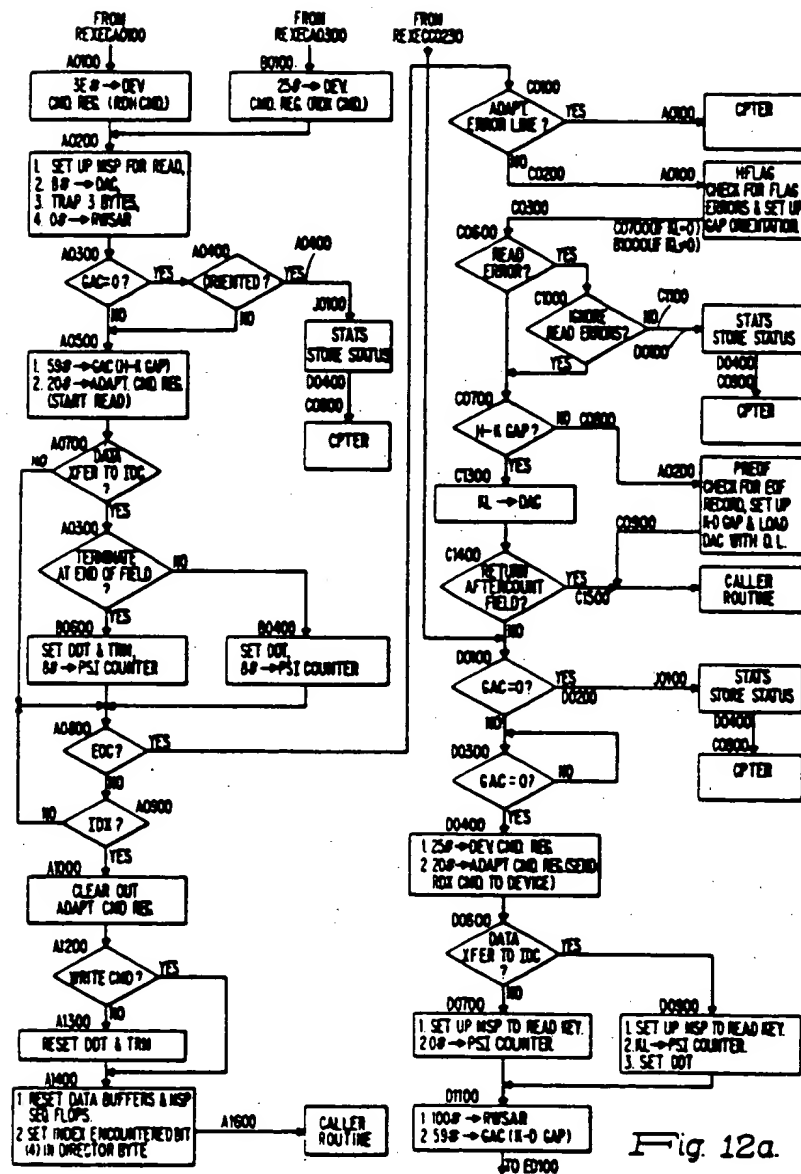 FROM
REXECA0100
FROM
REXECA0300
FROM
REXECC0230
A0100
3E# → DEV
CMD. REG. (RDH CMD.)
B0100
25# → DEV.
CMD. REG. (RDX CMD.)
A0200
1. SET UP MSP FOR READ,
2. 8# → DAC,
3. TRAP 3 BYTES,
4. 0# → RWSAR
A0300
GAC=0?
YES
NO
A0400
ORIENTED?
YES
A0400
NO
J0100
STATS
STORE STATUS
D0400
C0800
CPTER
A0500
1. 59# → GAC (H-K GAP)
2. 20# → ADAPT. CMD REG.
(START READ)
A0700
DATA
XFER TO IDC
?
NO
YES
A0300
TERMINATE
AT END OF FIELD
?
NO
YES
B0600
SET DDT & TRM,
8# → PSI COUNTER
B0400
SET DDT,
8# → PSI COUNTER
A0800
EOC?
YES
NO
A0900
IDX?
NO
YES
A1000
CLEAR OUT
ADAPT CMD REG.
A1200
WRITE CMD?
YES
NO
A1300
RESET DDT & TRM
A1400
1 RESET DATA BUFFERS & MSP
SEQ FLOPS.
2 SET INDEX ENCOUNTERED BIT
(4) IN DIRECTOR BYTE
A1600
CALLER
ROUTINE
C0100
ADAPT.
ERROR LINE?
YES
A0100
CPTER
NO
C0200
A0100
HFLAG
CHECK FOR FLAG
ERRORS & SET UP
GAP ORIENTATION.
C0300
C0700(IF KL=0)
B1000(IF KL≠0)
C0600
READ
ERROR?
YES
NO
C1000
IGNORE
READ ERRORS?
NO
C1100
D0100
YES
STATS
STORE STATUS
D0400
C0800
CPTER
C0700
H-K GAP?
NO
C0800
YES
A0200
PREOF
CHECK FOR EOF
RECORD, SET UP
K-D GAP & LOAD
DAC WITH D.L.
C0900
C1300
KL → DAC
C1400
RETURN
AFTERCOUNT
FIELD?
YES
C1500
CALLER
ROUTINE
NO
D0100
GAC=0?
YES
D0200
J0100
STATS
STORE STATUS
D0400
C0800
CPTER
NO
D0300
GAC=0?
NO
YES
D0400
1. 25# → DEV. CMD. REG.
2. 20# → ADAPT CMD REG.(SEND
RDX CMD. TO DEVICE)
D0600
DATA
XFER TO IDC
?
YES
NO
D0700
1. SET UP MSP TO READ KEY.
2. 0# → PSI COUNTER
D0900
1. SET UP MSP TO READ KEY.
2. KL → PSI COUNTER.
3. SET DDT
D1100
1. 100# → RWSAR
2. 59# → GAC (K-D GAP)
TO ED100
Fig. 12a.